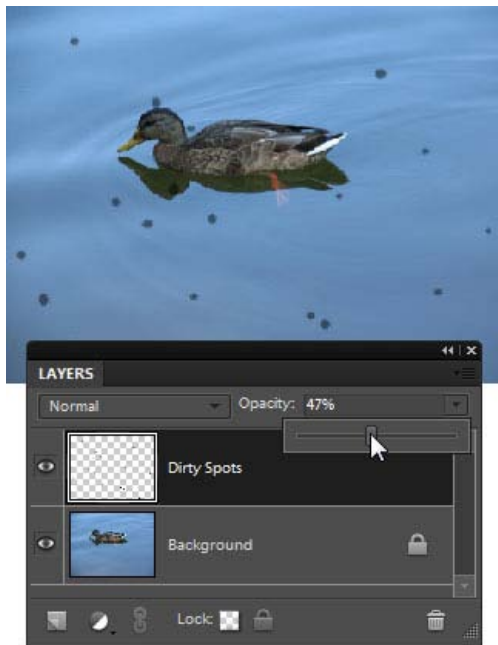 LAYERS
Normal Opacity: 47%
Dirty Spots
Background
Lock: